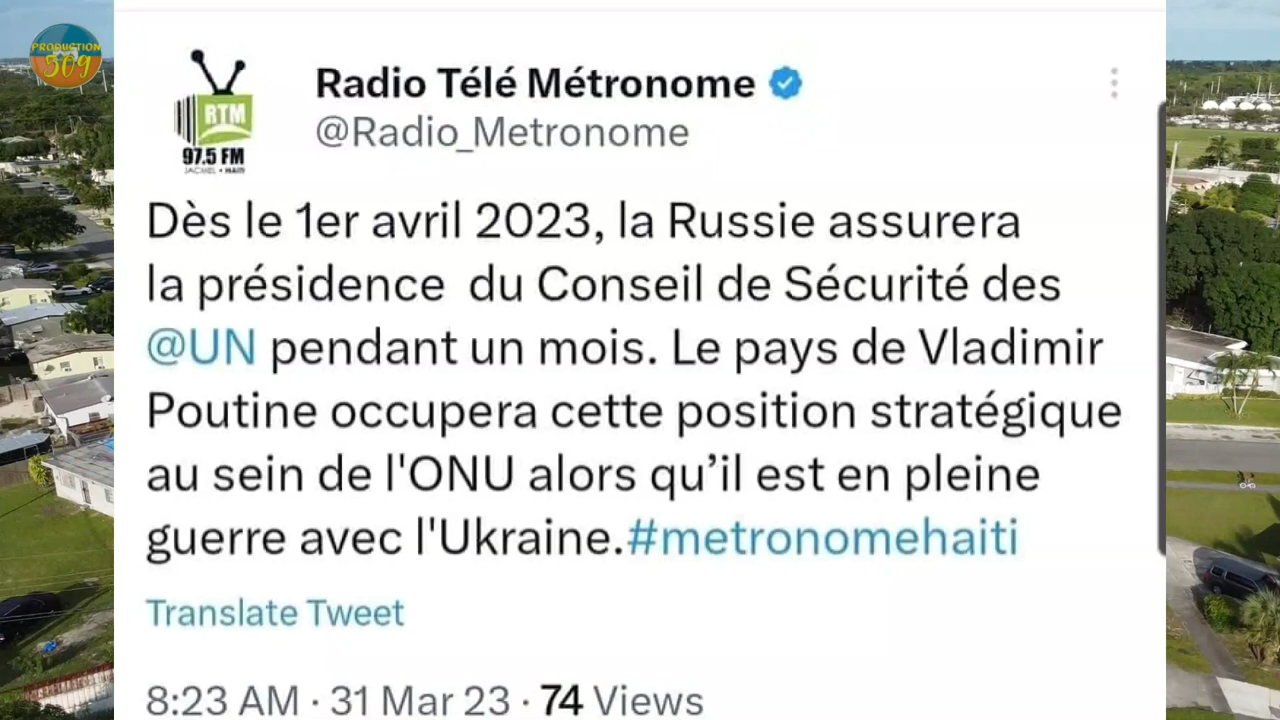 PRODUCTION
509
Radio Télé Métronome
@Radio_Metronome
RTM
97.5 FM
JACMEL • HAITI
Dès le 1er avril 2023, la Russie assurera
la présidence  du Conseil de Sécurité des
@UN pendant un mois. Le pays de Vladimir
Poutine occupera cette position stratégique
au sein de l'ONU alors qu’il est en pleine
guerre avec l'Ukraine.#metronomehaiti
Translate Tweet
8:23 AM · 31 Mar 23 · 74 Views